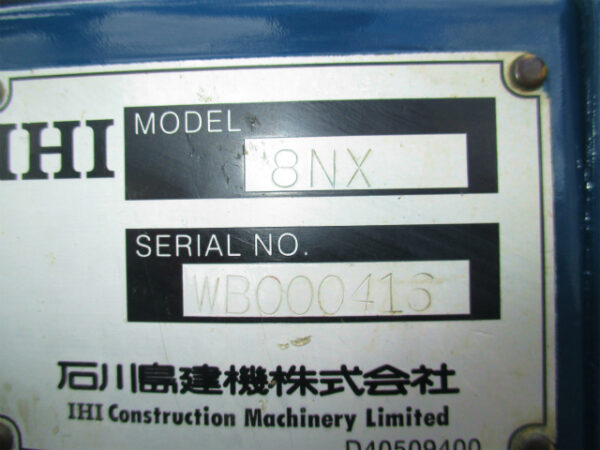 IHI
MODEL
8NX
SERIAL NO.
WB000416
石川島建機株式会社
IHI Construction Machinery Limited
D40509400